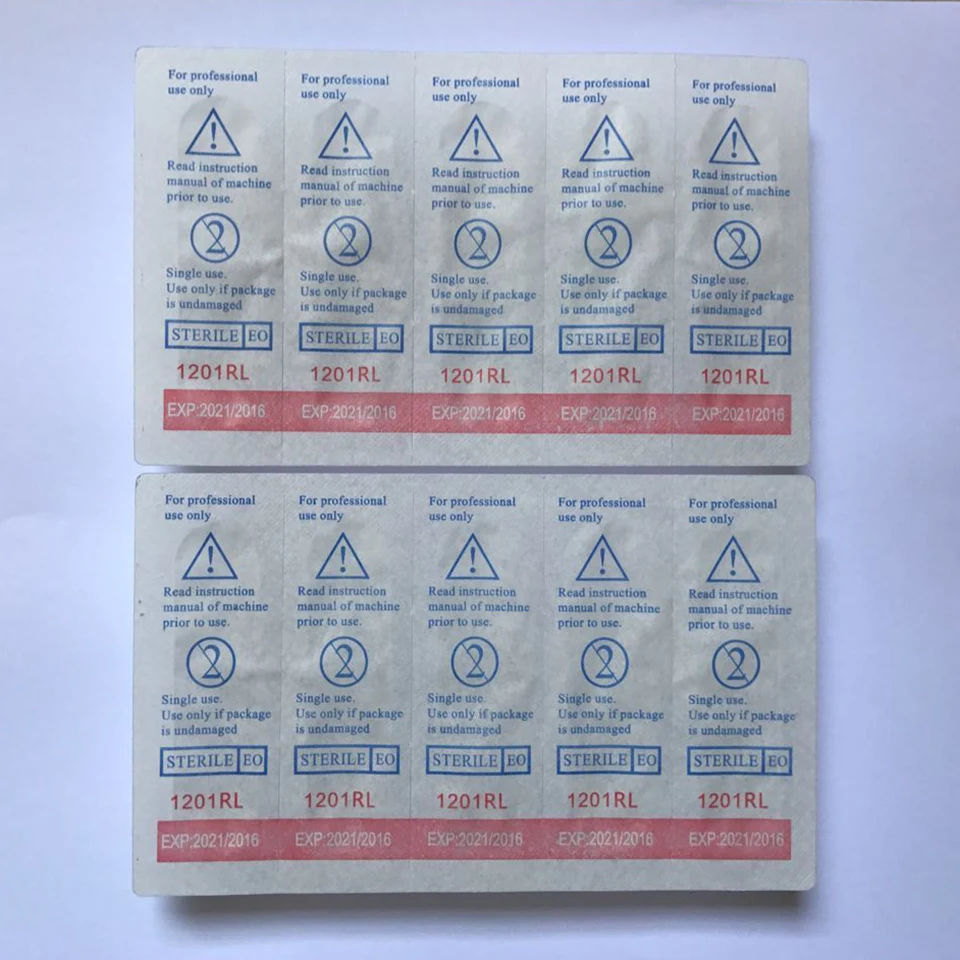 For professional
use only
Read instruction
manual of machine
prior to use.
2
Single use.
Use only if package
is undamaged
STERILE EO
1201RL
EXP:2021/2016
For professional
use only
Read instruction
manual of machine
prior to use.
2
Single use.
Use only if package
is undamaged
STERILE EO
1201RL
EXP:2021/2016
For professional
use only
Read instruction
manual of machine
prior to use.
2
Single use.
Use only if package
is undamaged
STERILE EO
1201RL
EXP:2021/2016
For professional
use only
Read instruction
manual of machine
prior to use.
2
Single use.
Use only if package
is undamaged
STERILE EO
1201RL
EXP:2021/2016
For professional
use only
Read instruction
manual of machine
prior to use.
2
Single use.
Use only if package
is undamaged
STERILE EO
1201RL
EXP:2021/2016
For professional
use only
Read instruction
manual of machine
prior to use.
2
Single use.
Use only if package
is undamaged
STERILE EO
1201RL
EXP:2021/2016
For professional
use only
Read instruction
manual of machine
prior to use.
2
Single use.
Use only if package
is undamaged
STERILE EO
1201RL
EXP:2021/2016
For professional
use only
Read instruction
manual of machine
prior to use.
2
Single use.
Use only if package
is undamaged
STERILE EO
1201RL
EXP:2021/2016
For professional
use only
Read instruction
manual of machine
prior to use.
2
Single use.
Use only if package
is undamaged
STERILE EO
1201RL
EXP:2021/2016
For professional
use only
Read instruction
manual of machine
prior to use.
2
Single use.
Use only if package
is undamaged
STERILE EO
1201RL
EXP:2021/2016